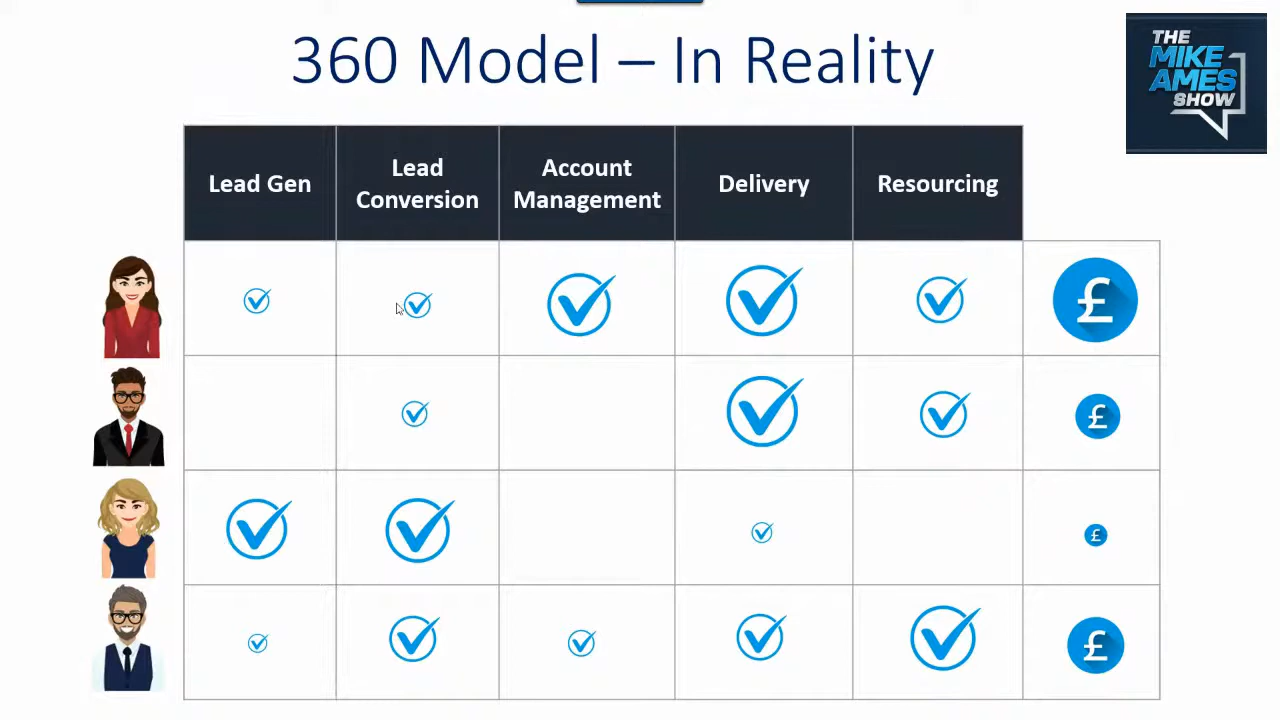 360 Model – In Reality
THE
MIKE
AMES
SHOW
Lead Gen
Lead
Conversion
Account
Management
Delivery
Resourcing
£
£
£
£